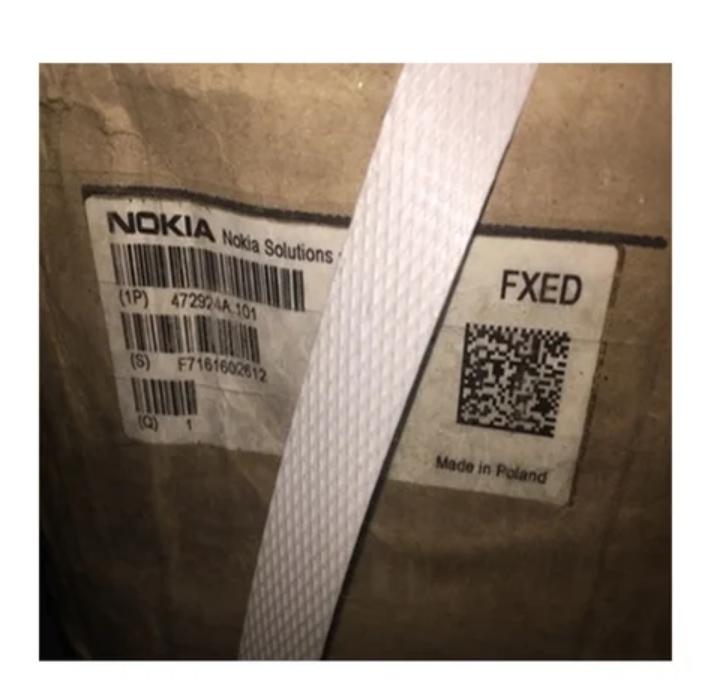 NOKIA Nokia Solutions
(1P) 472924A.101
(S) F7161602612
(Q) 1
FXED
Made in Poland